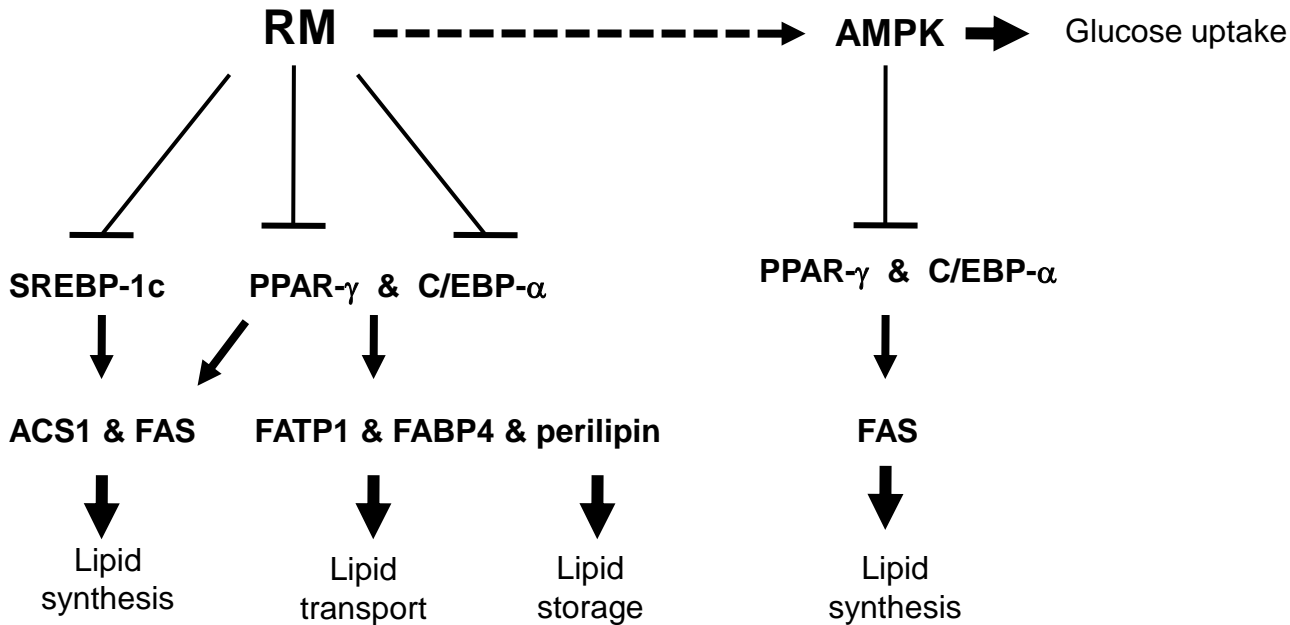 RM
AMPK
Glucose uptake
SREBP-1c
PPAR-γ & C/EBP-α
PPAR-γ & C/EBP-α
ACS1 & FAS
FATP1 & FABP4 & perilipin
FAS
Lipid
synthesis
Lipid
transport
Lipid
storage
Lipid
synthesis